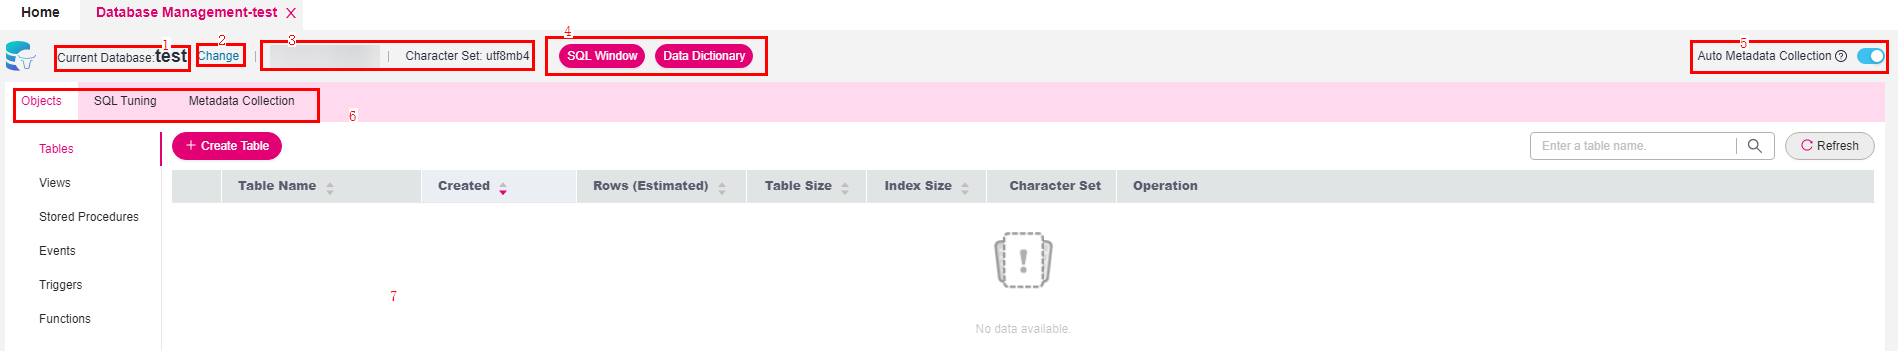 Home
Database Management-test X
1 2 3 4 5
Current Database:test Change | | Character Set: utf8mb4 SQL Window Data Dictionary Auto Metadata Collection ?
Objects SQL Tuning Metadata Collection
6
Tables
+ Create Table
Enter a table name.
Refresh
Table Name Created Rows (Estimated) Table Size Index Size Character Set Operation
Views
Stored Procedures
Events
Triggers
Functions
7
No data available.